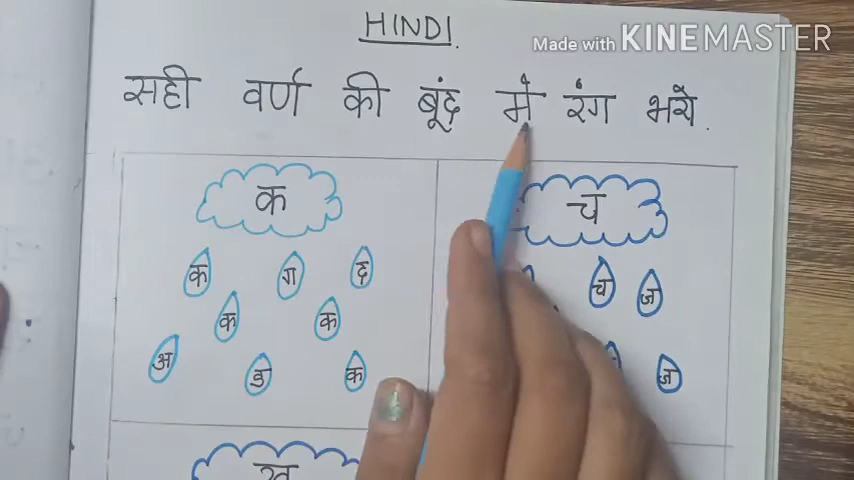 HINDI.
Made with KINEMASTER
सही वर्ण की बूंद में रंग भरो.
क
च
क ग द
च ज
क क
अ ड क
ज
ख